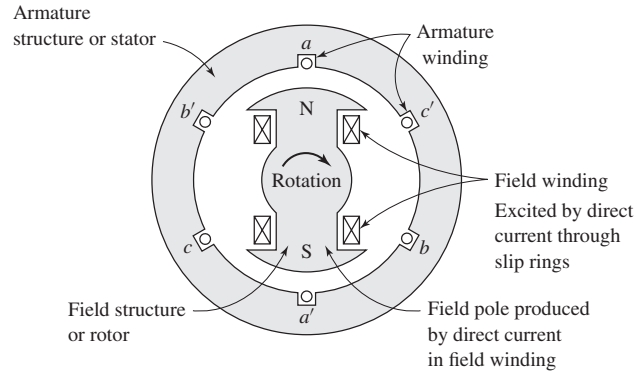 Armature
structure or stator
a
Armature
winding
b′
c′
N
Rotation
Field winding
Excited by direct
current through
slip rings
c
b
S
a′
Field structure
or rotor
Field pole produced
by direct current
in field winding